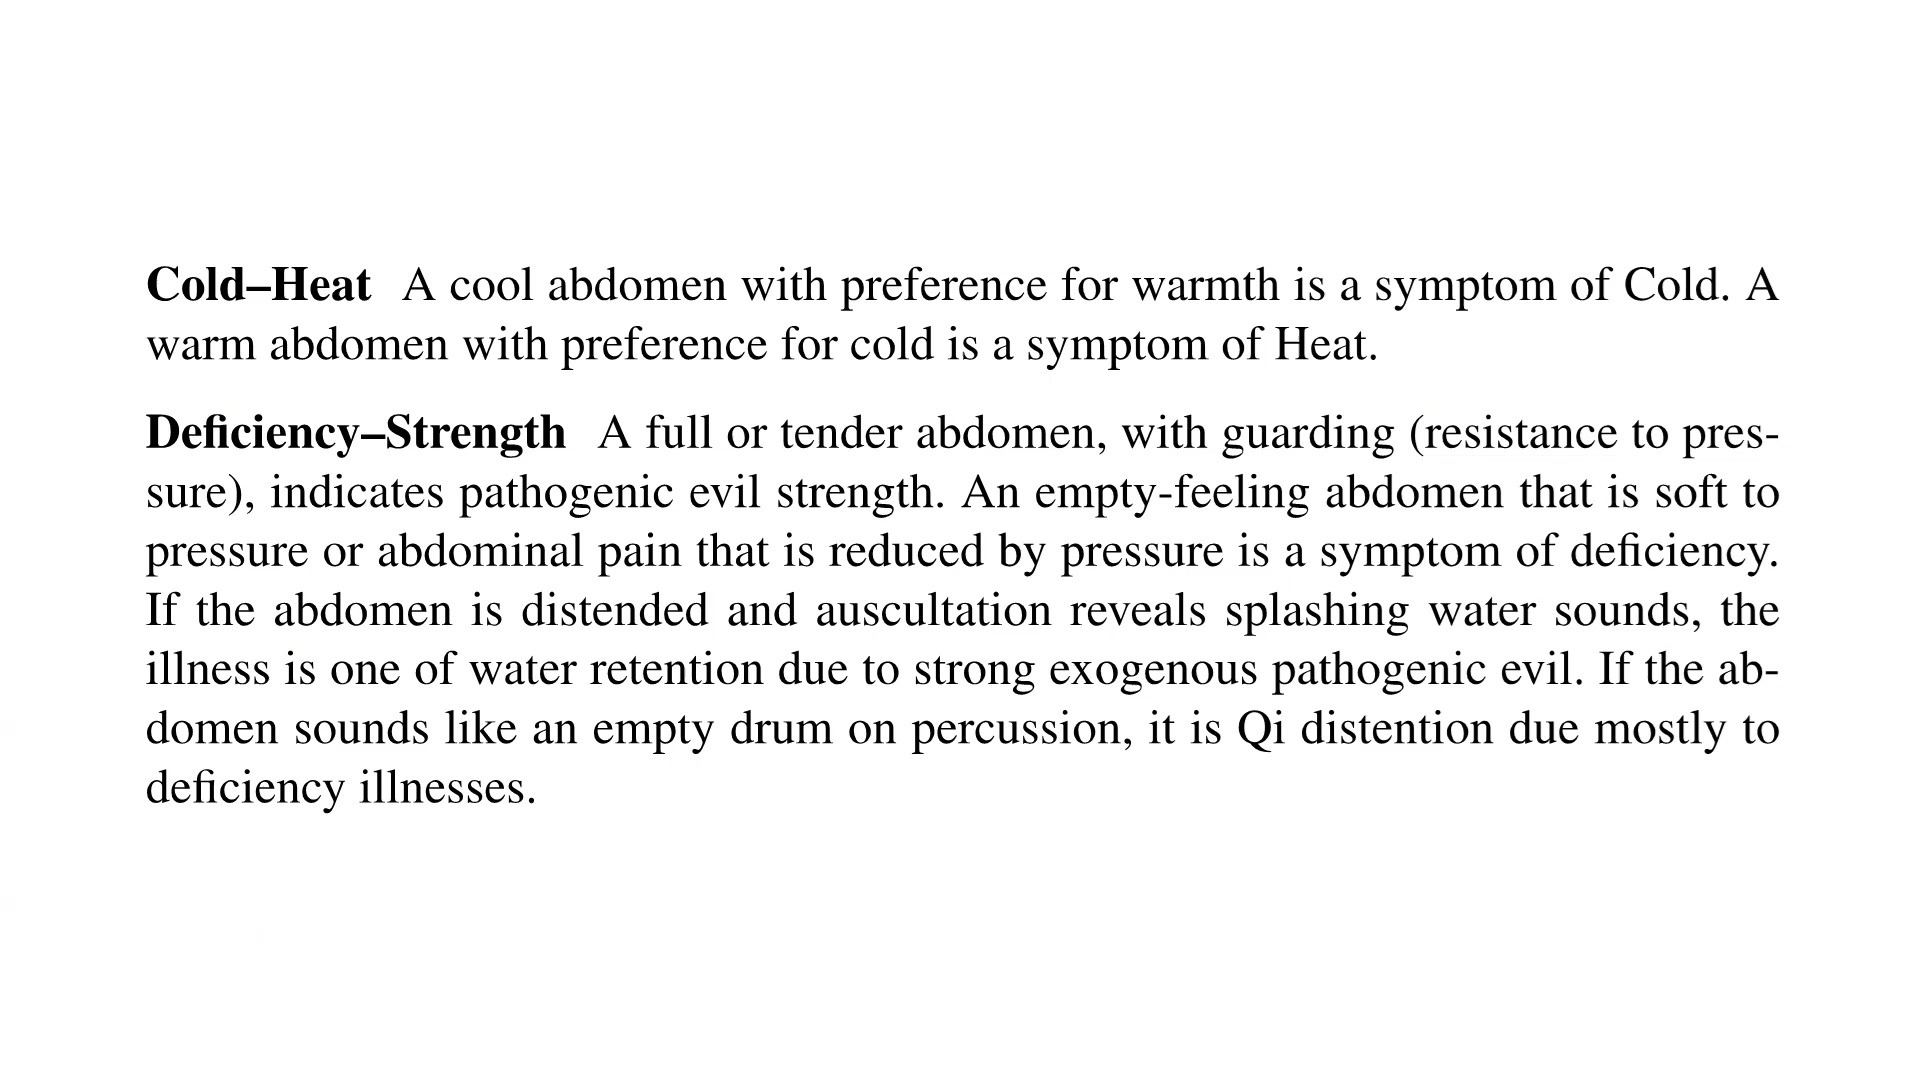 Cold–Heat A cool abdomen with preference for warmth is a symptom of Cold. A
warm abdomen with preference for cold is a symptom of Heat.
Deficiency–Strength A full or tender abdomen, with guarding (resistance to pres-
sure), indicates pathogenic evil strength. An empty-feeling abdomen that is soft to
pressure or abdominal pain that is reduced by pressure is a symptom of deficiency.
If the abdomen is distended and auscultation reveals splashing water sounds, the
illness is one of water retention due to strong exogenous pathogenic evil. If the ab-
domen sounds like an empty drum on percussion, it is Qi distention due mostly to
deficiency illnesses.